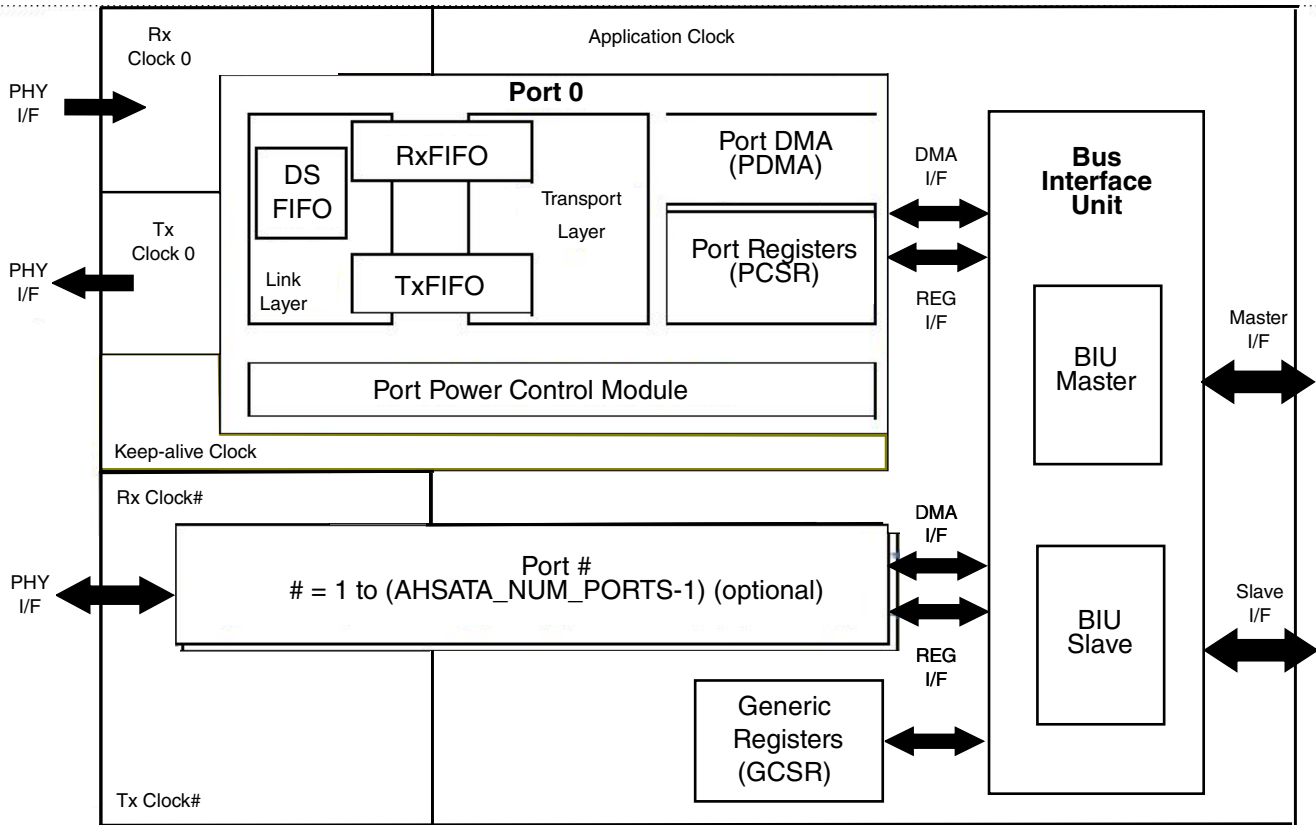 Rx
Clock 0
Application Clock
PHY
I/F
Port 0
RxFIFO
DS
FIFO
Transport
Layer
Port DMA
(PDMA)
DMA
I/F
Bus
Interface
Unit
Tx
Clock 0
PHY
I/F
Link
Layer
TxFIFO
Port Registers
(PCSR)
REG
I/F
BIU
Master
Master
I/F
Port Power Control Module
Keep-alive Clock
Rx Clock#
DMA
I/F
PHY
I/F
Port #
# = 1 to (AHSATA_NUM_PORTS-1) (optional)
BIU
Slave
Slave
I/F
REG
I/F
Generic
Registers
(GCSR)
Tx Clock#